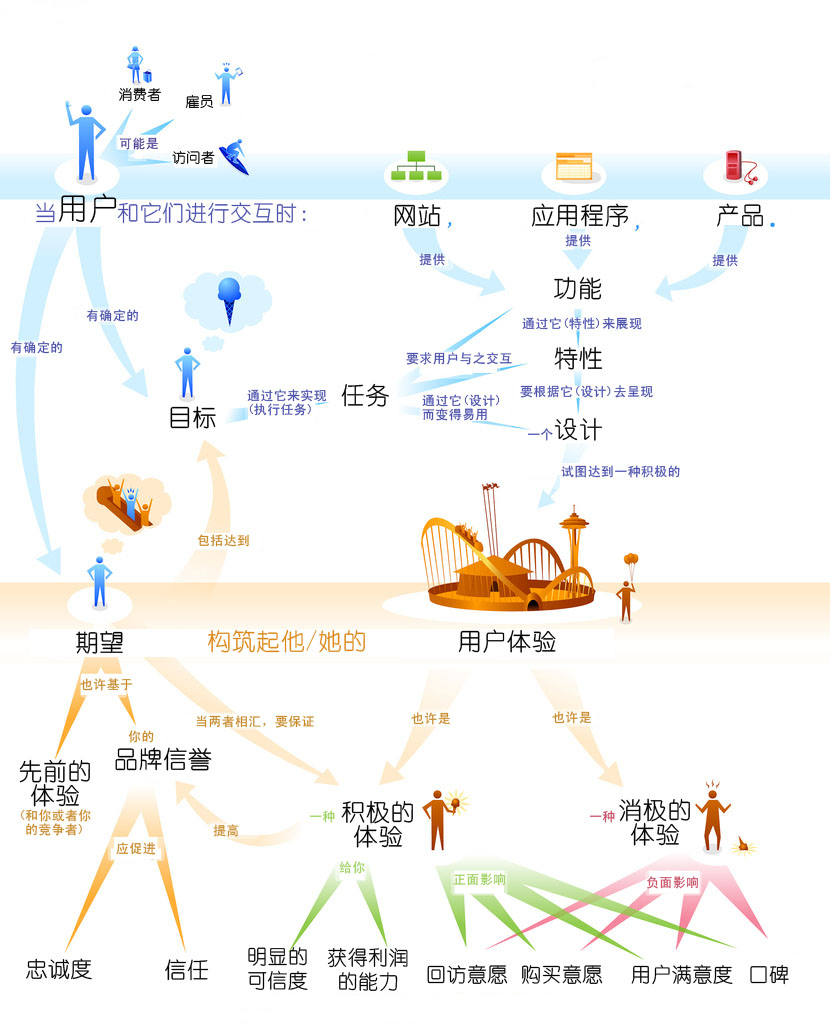 消费者
雇员
可能是
访问者
当用户和它们进行交互时：
网站，
应用程序，
产品。
提供
提供
提供
功能
有确定的
有确定的
通过它(特性)来展现
要求用户与之交互
特性
目标
通过它来实现
(执行任务)
任务
通过它(设计)
而变得易用
要根据它(设计)去呈现
一个设计
试图达到一种积极的
包括达到
期望
构筑起他/她的
用户体验
也许基于
当两者相汇，要保证
也许是
也许是
先前的
体验
(和你或者你
的竞争者)
你的
品牌信誉
提高
一种
积极的
体验
一种
消极的
体验
应促进
给你
正面影响
负面影响
忠诚度
信任
明显的
可信度
获得利润
的能力
回访意愿
购买意愿
用户满意度
口碑